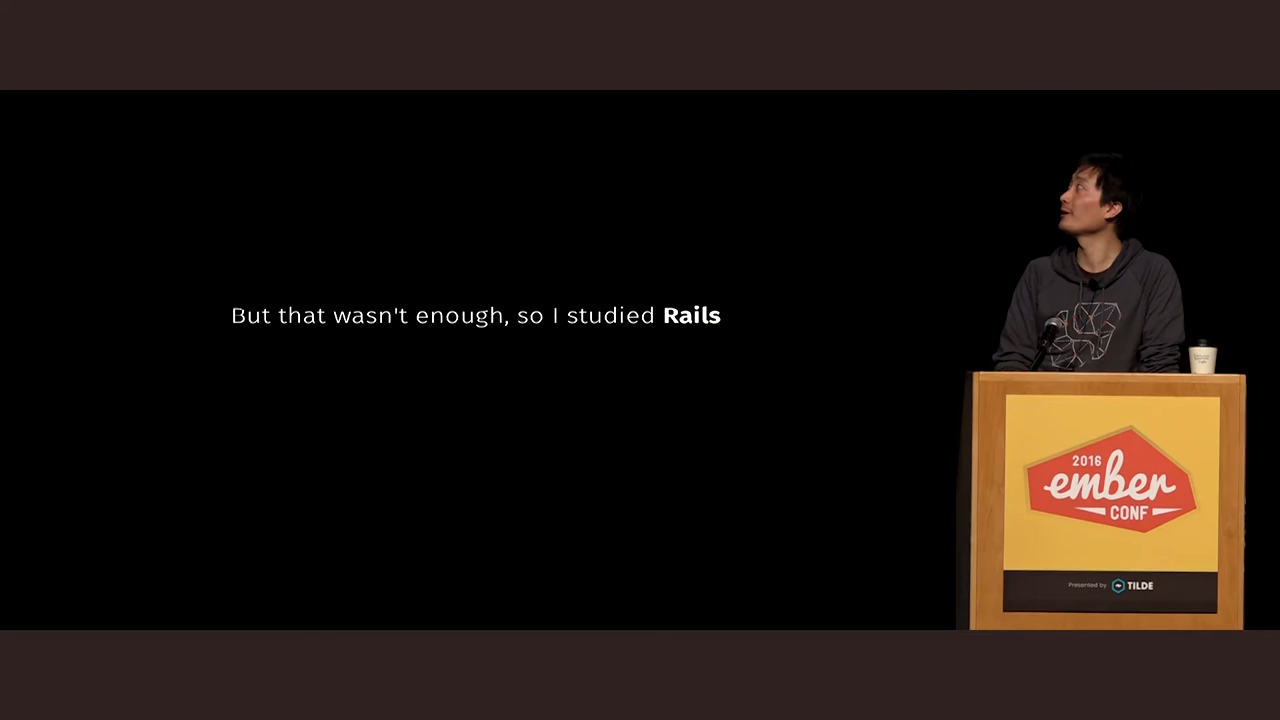 But that wasn't enough, so I studied Rails
2016
ember
CONF
Presented by TILDE